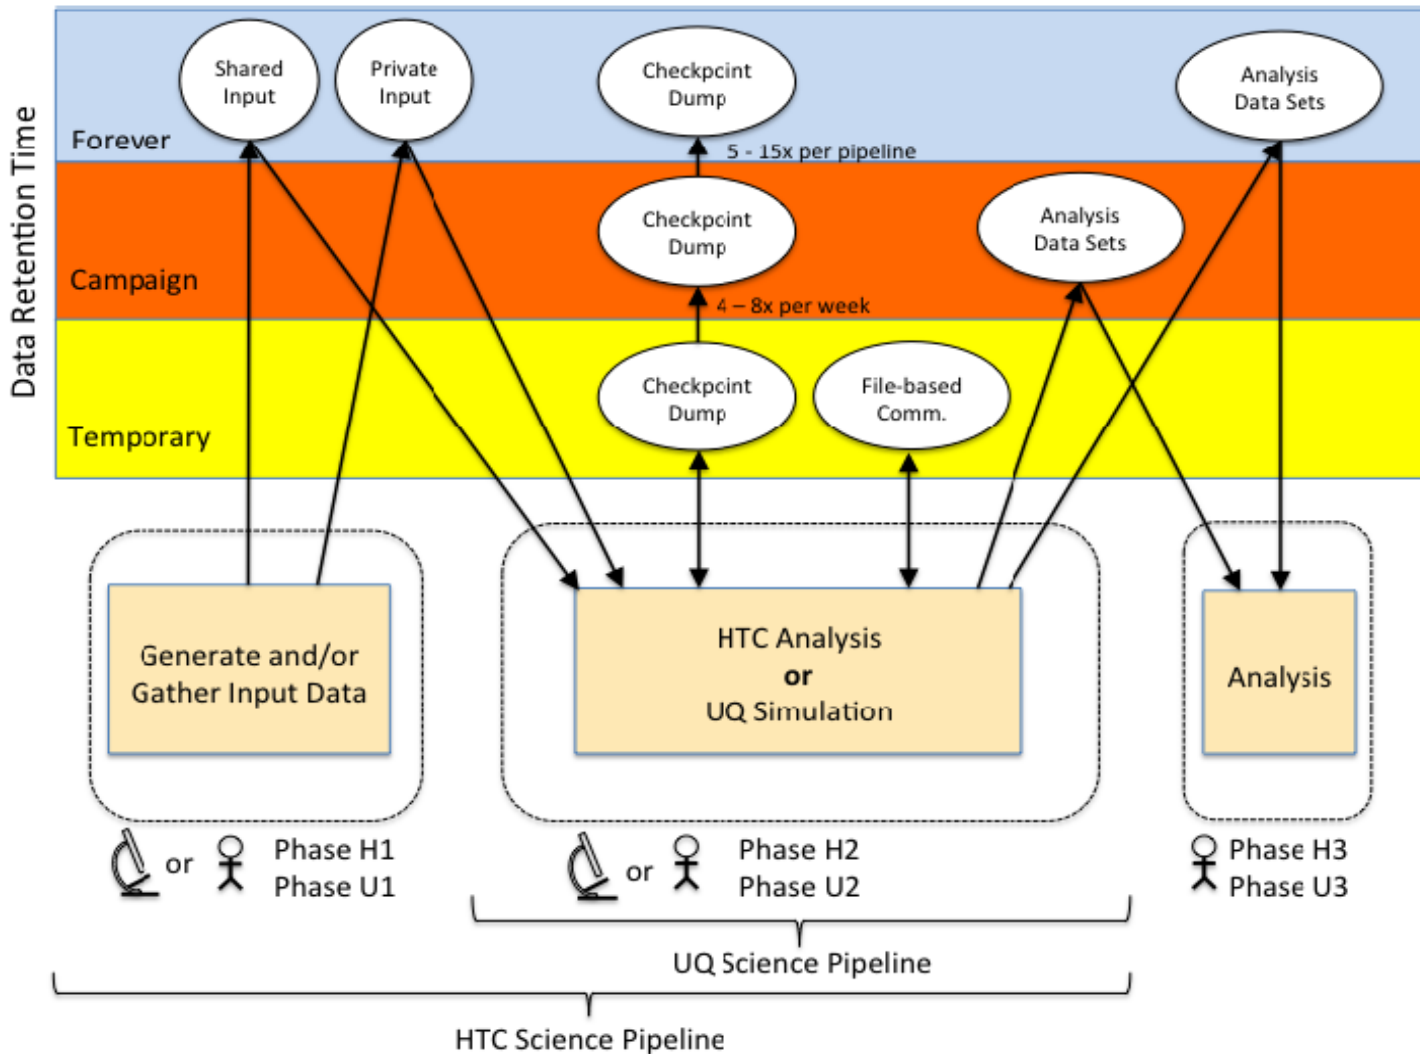 Data Retention Time
Shared
Input
Private
Input
Checkpoint
Dump
Analysis
Data Sets
Forever
5 - 15x per pipeline
Checkpoint
Dump
Analysis
Data Sets
Campaign
4 – 8x per week
Checkpoint
Dump
File-based
Comm.
Temporary
Generate and/or
Gather Input Data
HTC Analysis
or
UQ Simulation
Analysis
or
Phase H1
Phase U1
or
Phase H2
Phase U2
Phase H3
Phase U3
UQ Science Pipeline
HTC Science Pipeline